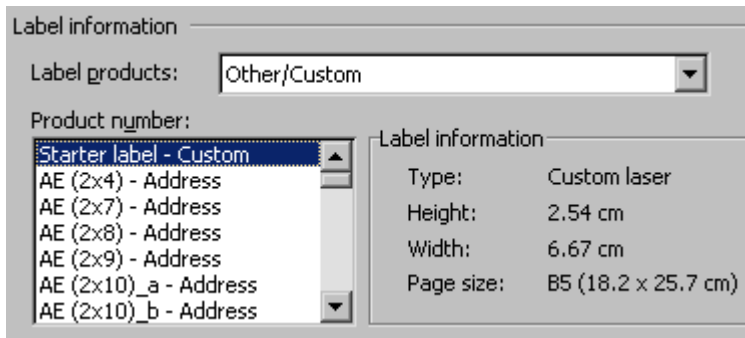 Label information
Label products: Other/Custom
Product number:
Starter label - Custom
AE (2x4) - Address
AE (2x7) - Address
AE (2x8) - Address
AE (2x9) - Address
AE (2x10)_a - Address
AE (2x10)_b - Address
Label information
Type: Custom laser
Height: 2.54 cm
Width: 6.67 cm
Page size: B5 (18.2 x 25.7 cm)